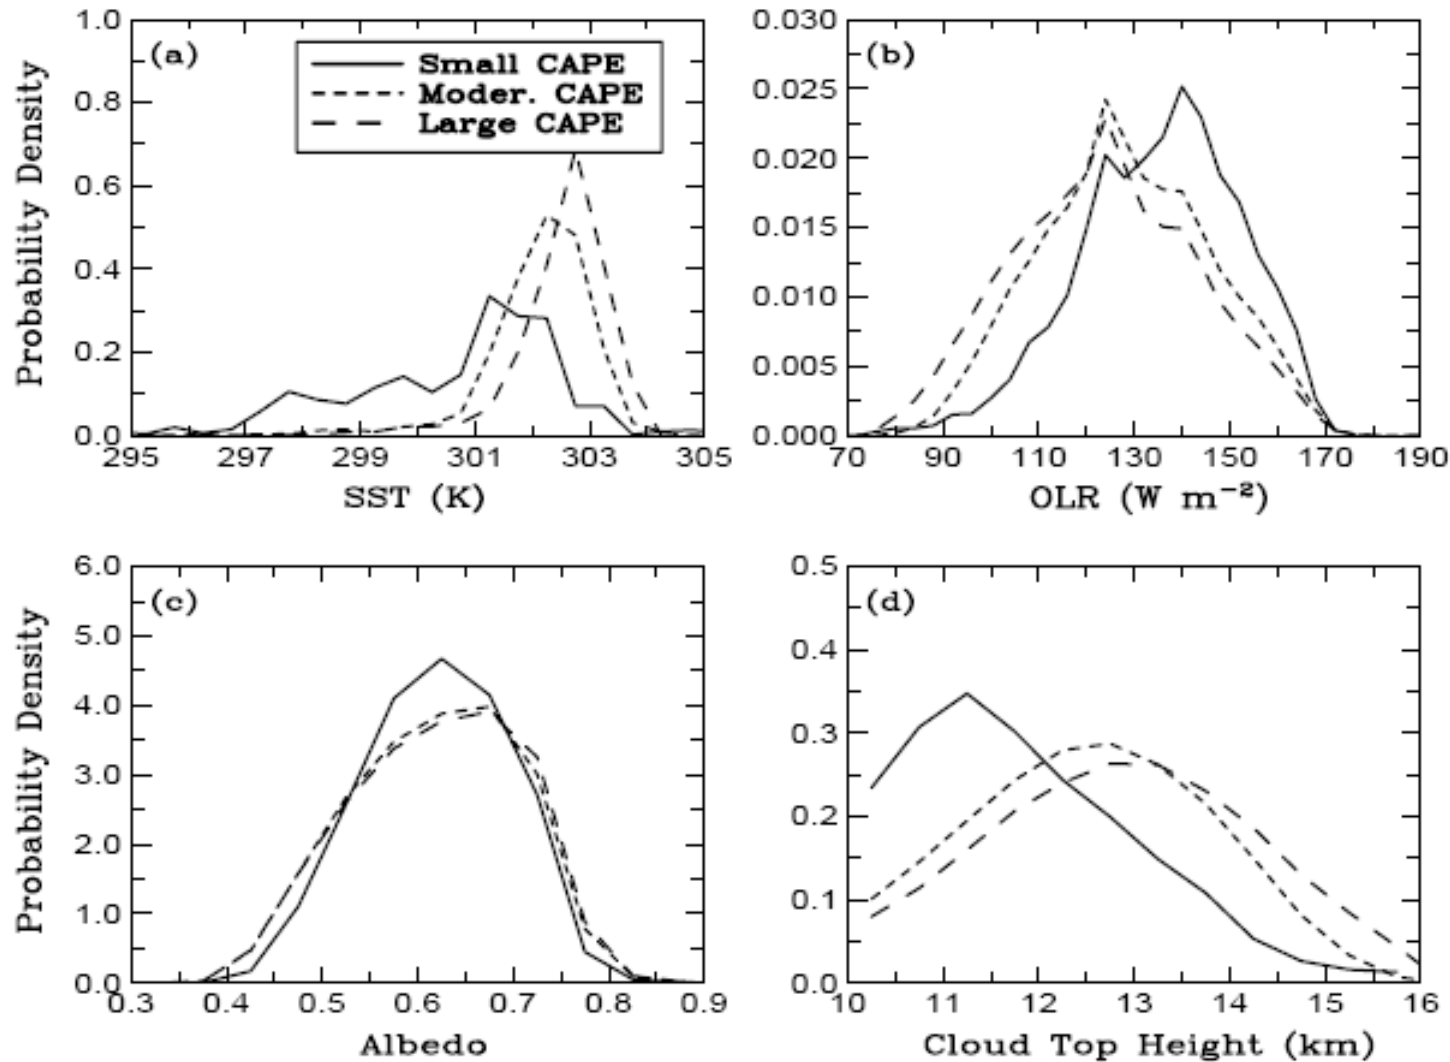 (a)
Small CAPE
Moder. CAPE
Large CAPE
1.0
0.8
0.6
0.4
0.2
0.0
Probability Density
295 297 299 301 303 305
SST (K)
(b)
0.030
0.025
0.020
0.015
0.010
0.005
0.000
70 90 110 130 150 170 190
OLR (W m⁻²)
(c)
6.0
5.0
4.0
3.0
2.0
1.0
0.0
Probability Density
0.3 0.4 0.5 0.6 0.7 0.8 0.9
Albedo
(d)
0.5
0.4
0.3
0.2
0.1
0.0
10 11 12 13 14 15 16
Cloud Top Height (km)